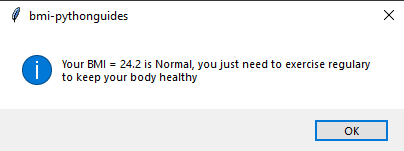 bmi-pythonguides
Your BMI = 24.2 is Normal, you just need to exercise regulary
to keep your body healthy
OK